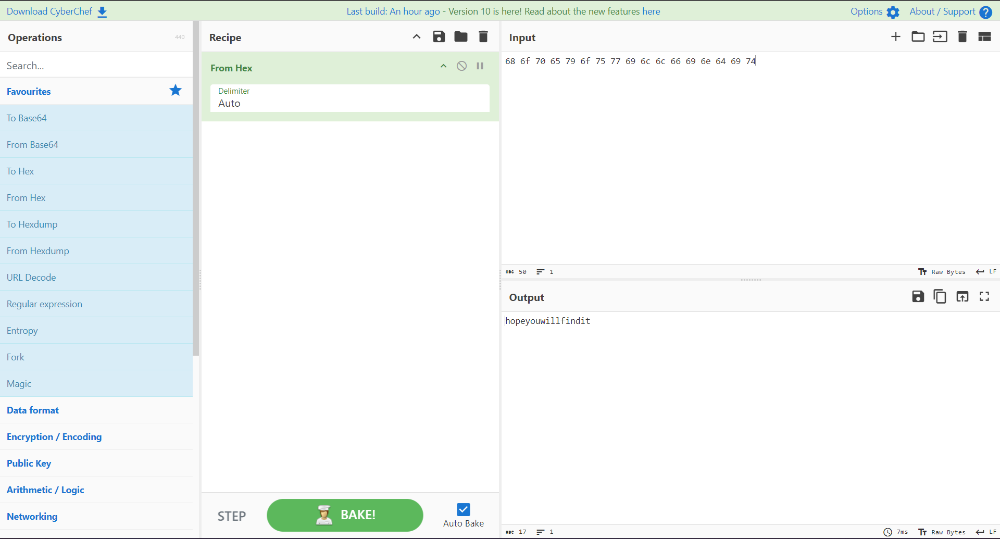 Download CyberChef
Last build: An hour ago - Version 10 is here! Read about the new features here
Options
About / Support
Operations
440
Search...
Favourites
To Base64
From Base64
To Hex
From Hex
To Hexdump
From Hexdump
URL Decode
Regular expression
Entropy
Fork
Magic
Data format
Encryption / Encoding
Public Key
Arithmetic / Logic
Networking
Recipe
From Hex
Delimiter
Auto
STEP
BAKE!
Auto Bake
Input
68 6f 70 65 79 6f 75 77 69 6c 6c 66 69 6e 64 69 74
ABC 50 1
Raw Bytes LF
Output
hopeyouwillfindit
ABC 17 1
7ms Raw Bytes LF